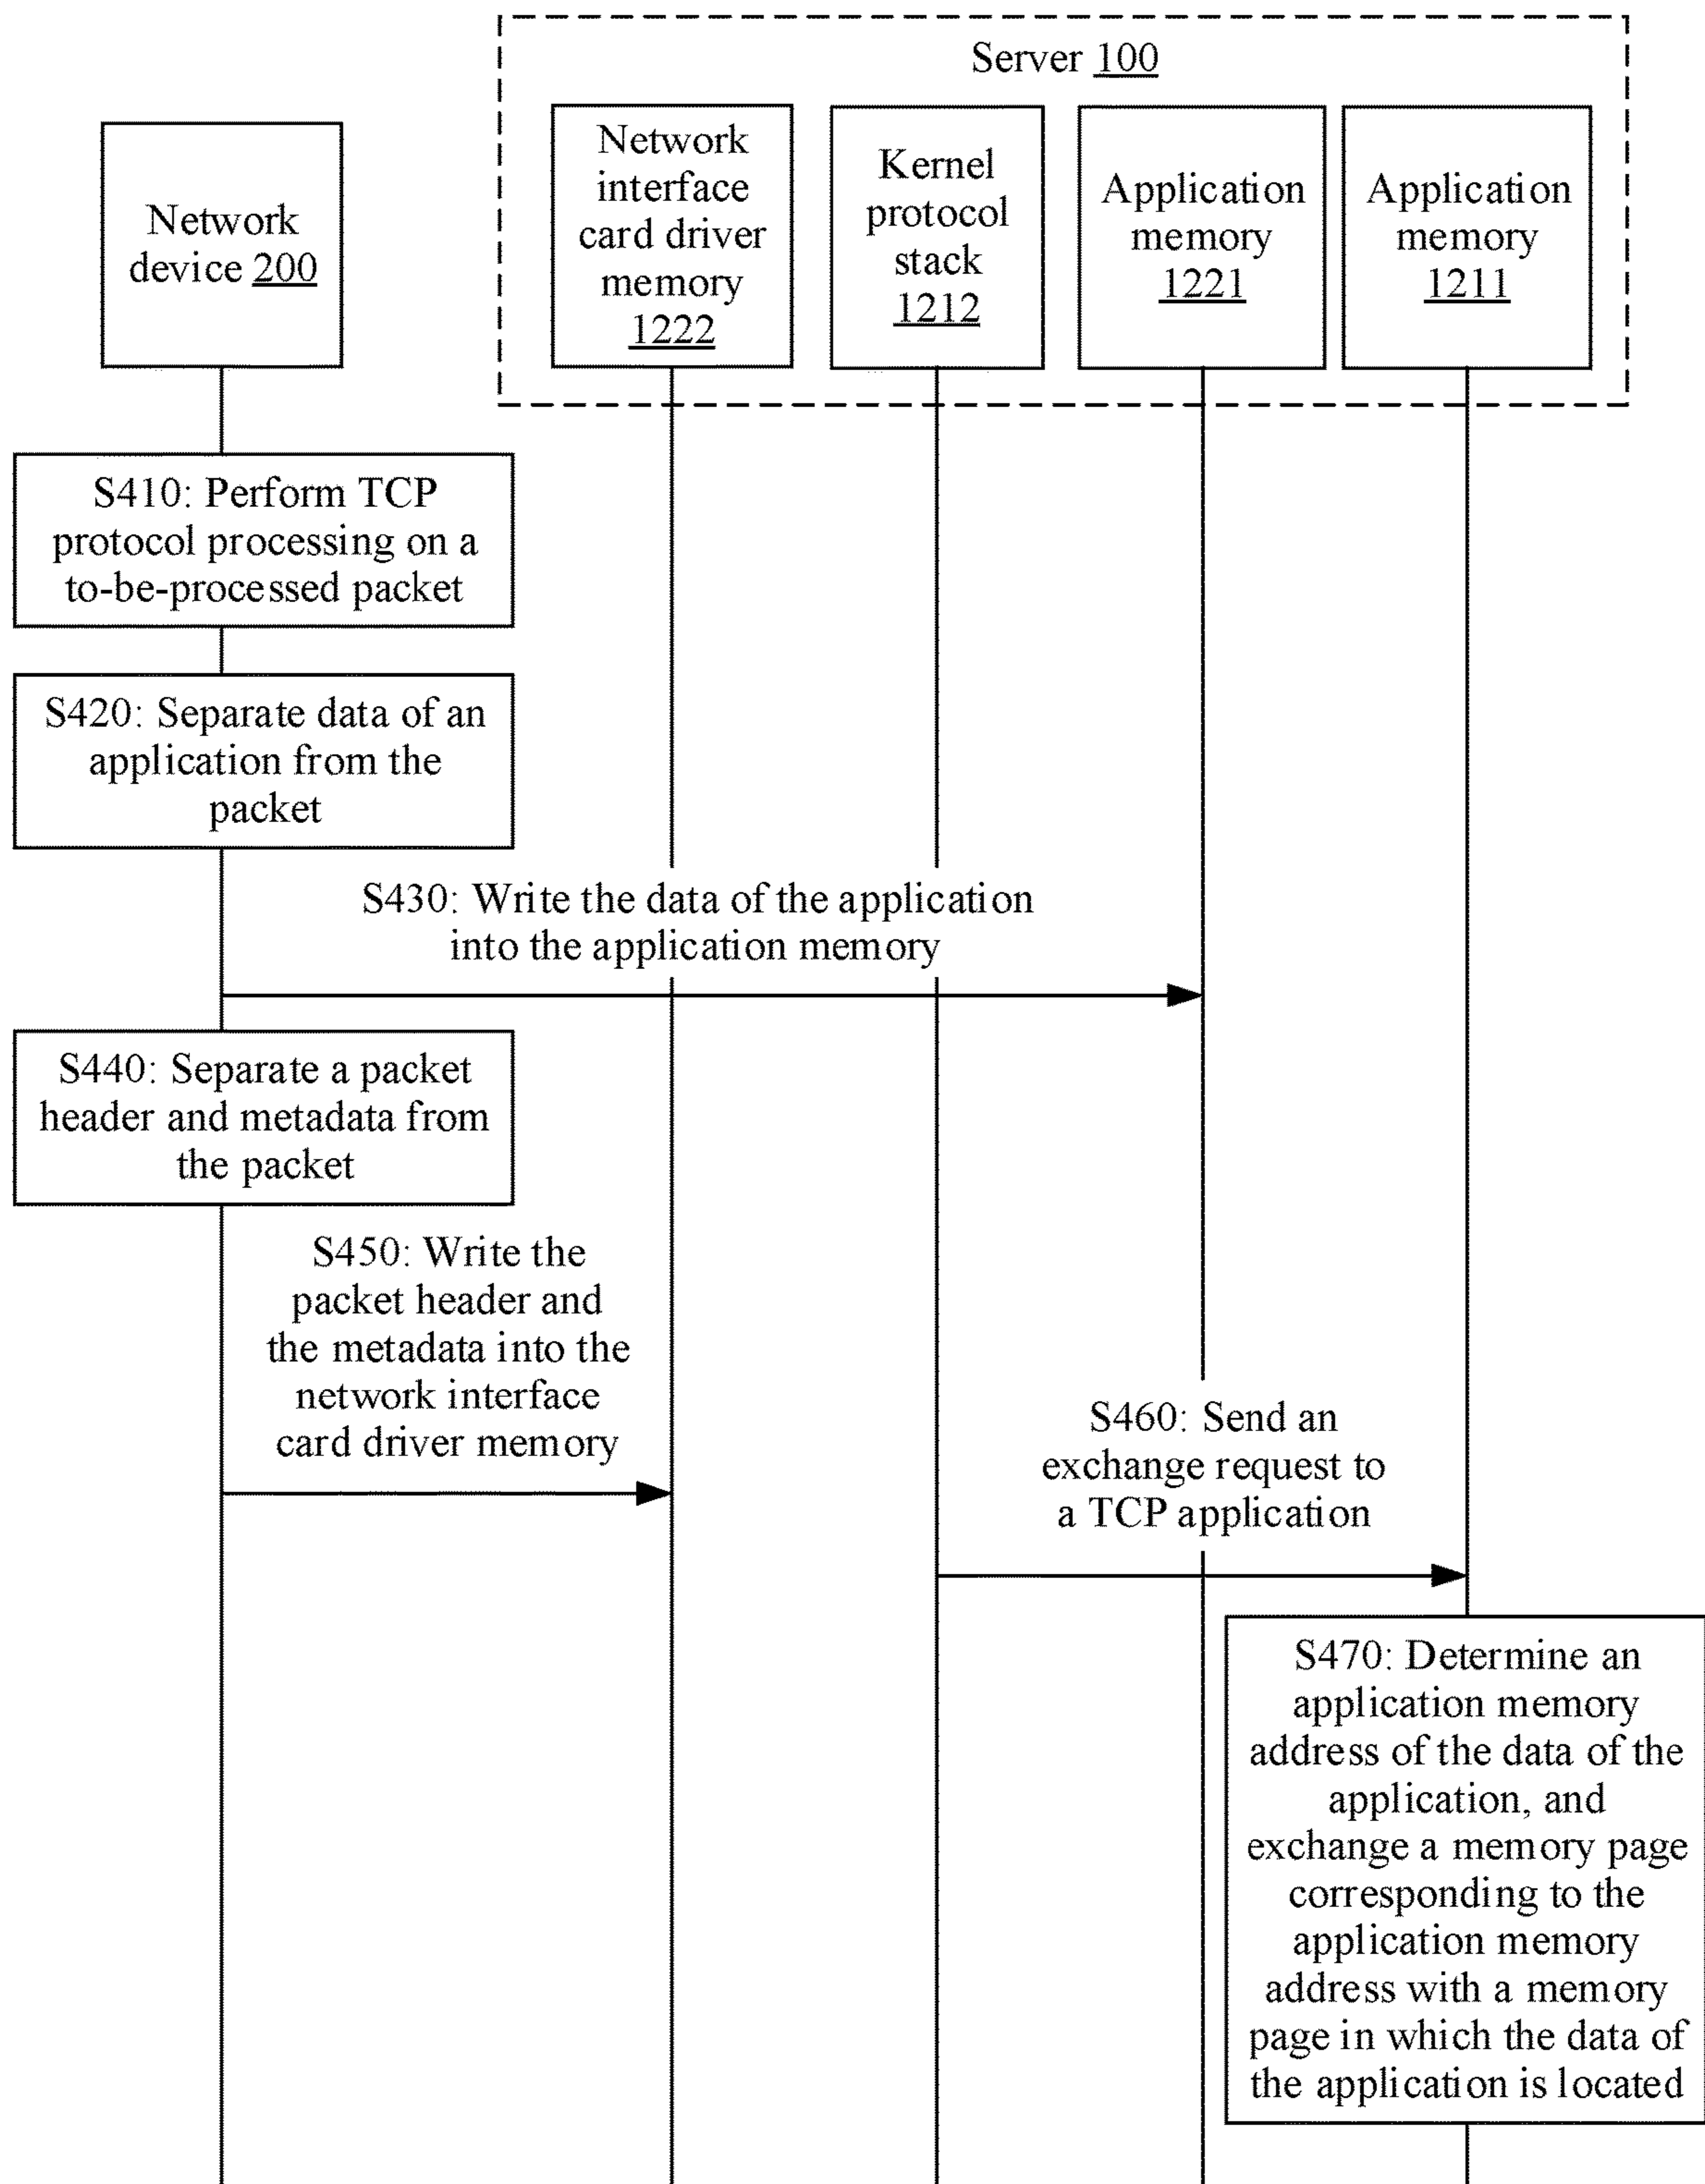 Server 100
Network
device 200
Network
interface
card driver
memory
1222
Kernel
protocol
stack
1212
Application
memory
1221
Application
memory
1211
S410: Perform TCP
protocol processing on a
to-be-processed packet
S420: Separate data of an
application from the
packet
S430: Write the data of the application
into the application memory
S440: Separate a packet
header and metadata from
the packet
S450: Write the
packet header and
the metadata into the
network interface
card driver memory
S460: Send an
exchange request to
a TCP application
S470: Determine an
application memory
address of the data of the
application, and
exchange a memory page
corresponding to the
application memory
address with a memory
page in which the data of
the application is located